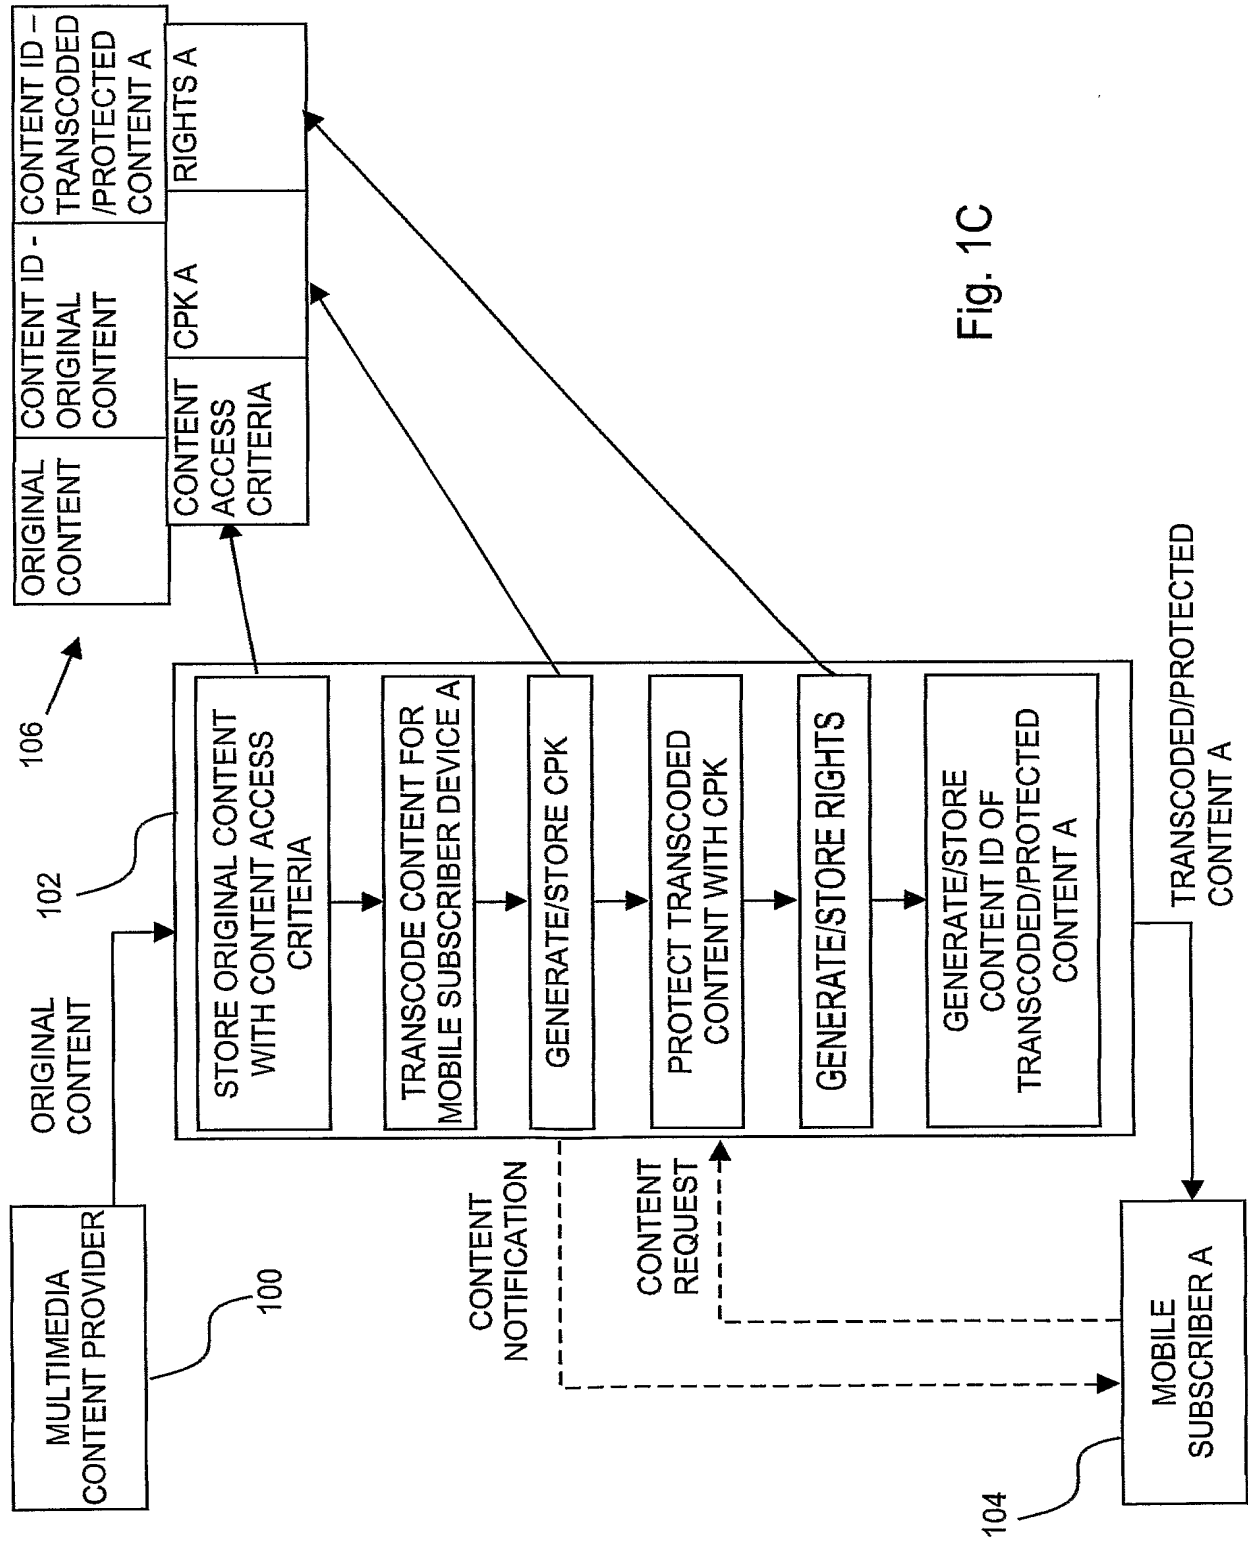 MULTIMEDIA
CONTENT PROVIDER
100
ORIGINAL
CONTENT
102
106
ORIGINAL
CONTENT
CONTENT ID -
ORIGINAL
CONTENT
CONTENT ID –
TRANSCODED
/PROTECTED
CONTENT A
CONTENT
ACCESS
CRITERIA
CPK A
RIGHTS A
STORE ORIGINAL CONTENT
WITH CONTENT ACCESS
CRITERIA
TRANSCODE CONTENT FOR
MOBILE SUBSCRIBER DEVICE A
GENERATE/STORE CPK
PROTECT TRANSCODED
CONTENT WITH CPK
GENERATE/STORE RIGHTS
GENERATE/STORE
CONTENT ID OF
TRANSCODED/PROTECTED
CONTENT A
CONTENT
NOTIFICATION
CONTENT
REQUEST
MOBILE
SUBSCRIBER A
104
TRANSCODED/PROTECTED
CONTENT A
Fig. 1C